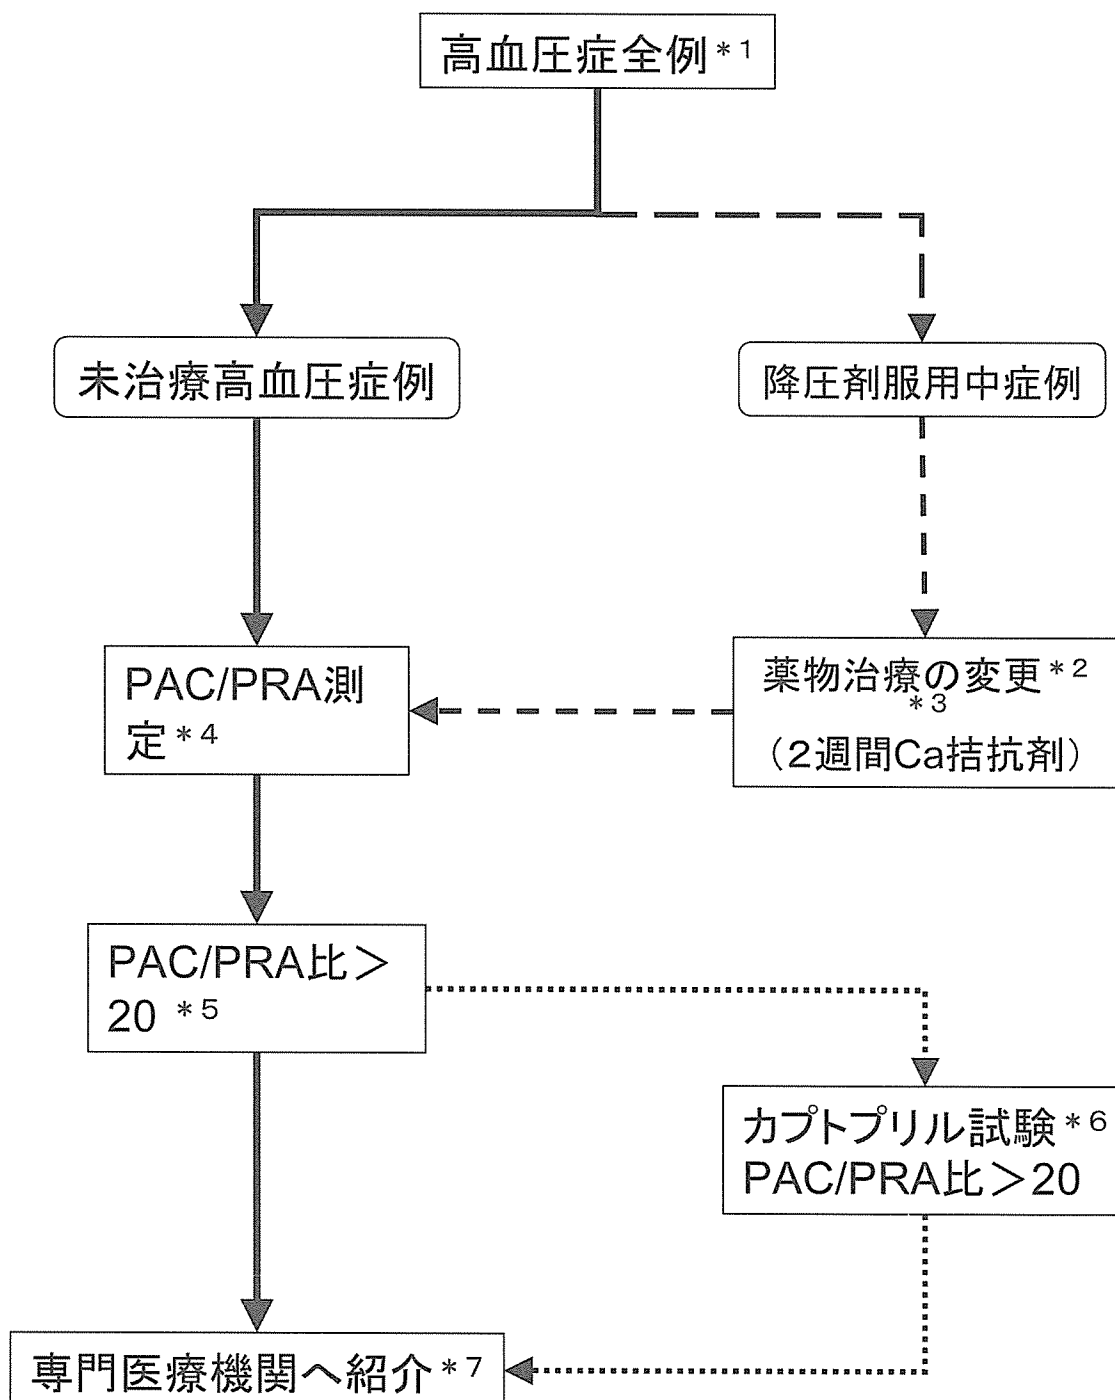 高血圧症全例*1
未治療高血圧症例
降圧剤服用中症例
PAC/PRA測
定*4
薬物治療の変更*2
*3
（2週間Ca拮抗剤）
PAC/PRA比＞
20 *5
カプトプリル試験*6
PAC/PRA比＞20
専門医療機関へ紹介*7